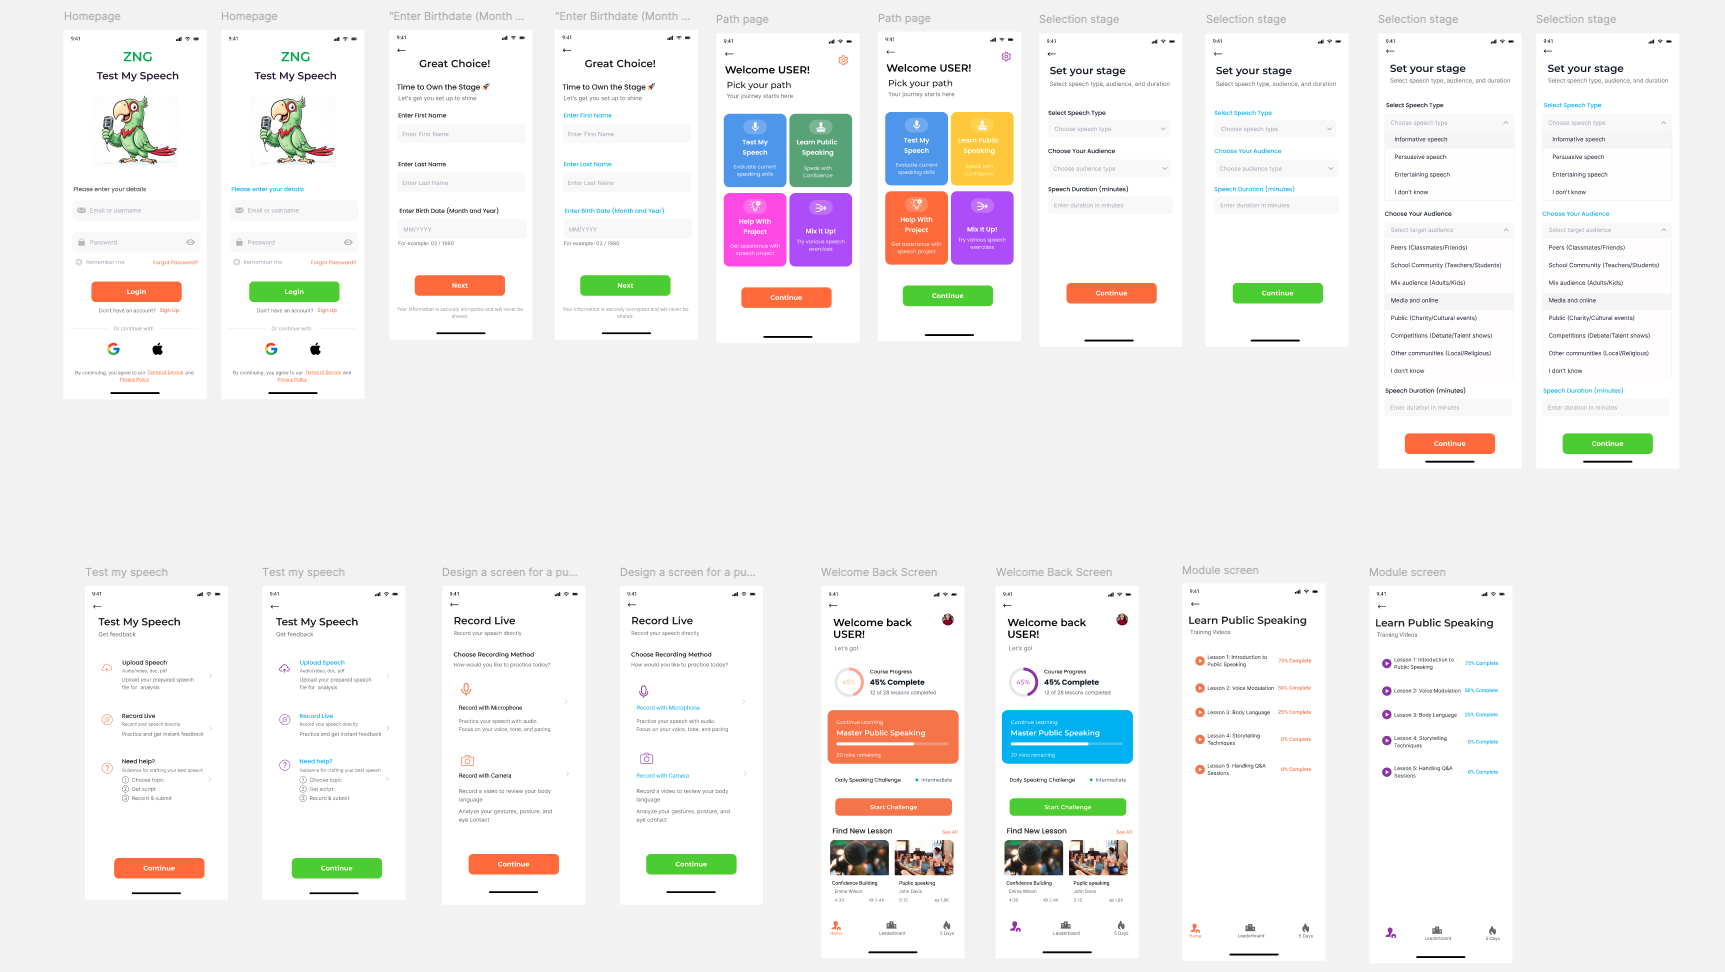 Homepage
9:41
ZNG
Test My Speech
Please enter your details
Email or username
Password
Remember me
Forgot Password?
Login
Don't have an account? Sign Up
Or continue with
By continuing, you agree to our Terms of Service and
Privacy Policy.
Homepage
9:41
ZNG
Test My Speech
Please enter your details
Email or username
Password
Remember me
Forgot Password?
Login
Don't have an account? Sign Up
Or continue with
By continuing, you agree to our Terms of Service and
Privacy Policy.
"Enter Birthdate (Month ...
9:41
Great Choice!
Time to Own the Stage 🚀
Let's get you set up to shine
Enter First Name
Enter First Name
Enter Last Name
Enter Last Name
Enter Birth Date (Month and Year)
MM/YYYY
For example: 03 / 1990
Next
Your information is securely encrypted and will never be
shared.
"Enter Birthdate (Month ...
9:41
Great Choice!
Time to Own the Stage 🚀
Let's get you set up to shine
Enter First Name
Enter First Name
Enter Last Name
Enter Last Name
Enter Birth Date (Month and Year)
MM/YYYY
For example: 03 / 1990
Next
Your information is securely encrypted and will never be
shared.
Path page
9:41
Welcome USER!
Pick your path
Your journey starts here
Test My
Speech
Evaluate current
speaking skills
Learn Public
Speaking
Speak with
Confidence
Help With
Project
Get assistance with
speech project
Mix It Up!
Try various speech
exercises
Continue
Path page
9:41
Welcome USER!
Pick your path
Your journey starts here
Test My
Speech
Evaluate current
speaking skills
Learn Public
Speaking
Speak with
Confidence
Help With
Project
Get assistance with
speech project
Mix It Up!
Try various speech
exercises
Continue
Selection stage
9:41
Set your stage
Select speech type, audience, and duration
Select Speech Type
Choose speech type
Choose Your Audience
Choose audience type
Speech Duration (minutes)
Enter duration in minutes
Continue
Selection stage
9:41
Set your stage
Select speech type, audience, and duration
Select Speech Type
Choose speech type
Choose Your Audience
Choose audience type
Speech Duration (minutes)
Enter duration in minutes
Continue
Selection stage
9:41
Set your stage
Select speech type, audience, and duration
Select Speech Type
Choose speech type
Informative speech
Persuasive speech
Entertaining speech
I don't know
Choose Your Audience
Select target audience
Peers (Classmates/Friends)
School Community (Teachers/Students)
Mix audience (Adults/Kids)
Media and online
Public (Charity/Cultural events)
Competitions (Debate/Talent shows)
Other communities (Local/Religious)
I don't know
Speech Duration (minutes)
Enter duration in minutes
Continue
Selection stage
9:41
Set your stage
Select speech type, audience, and duration
Select Speech Type
Choose speech type
Informative speech
Persuasive speech
Entertaining speech
I don't know
Choose Your Audience
Select target audience
Peers (Classmates/Friends)
School Community (Teachers/Students)
Mix audience (Adults/Kids)
Media and online
Public (Charity/Cultural events)
Competitions (Debate/Talent shows)
Other communities (Local/Religious)
I don't know
Speech Duration (minutes)
Enter duration in minutes
Continue
Test my speech
9:41
Test My Speech
Get feedback
Upload Speech
Audio/video, doc, pdf
Upload your prepared speech
file for analysis
Record Live
Record your speech directly
Practice and get instant feedback
Need help?
Guidance for crafting your best speech
1 Choose topic
2 Get script
3 Record & submit
Continue
Test my speech
9:41
Test My Speech
Get feedback
Upload Speech
Audio/video, doc, pdf
Upload your prepared speech
file for analysis
Record Live
Record your speech directly
Practice and get instant feedback
Need help?
Guidance for crafting your best speech
1 Choose topic
2 Get script
3 Record & submit
Continue
Design a screen for a pu...
9:41
Record Live
Record your speech directly
Choose Recording Method
How would you like to practice today?
Record with Microphone
Practice your speech with audio.
Focus on your voice, tone, and pacing
Record with Camera
Record a video to review your body
language
Analyze your gestures, posture, and
eye contact
Continue
Design a screen for a pu...
9:41
Record Live
Record your speech directly
Choose Recording Method
How would you like to practice today?
Record with Microphone
Practice your speech with audio.
Focus on your voice, tone, and pacing
Record with Camera
Record a video to review your body
language
Analyze your gestures, posture, and
eye contact
Continue
Welcome Back Screen
9:41
Welcome back
USER!
Let's go!
45%
Course Progress
45% Complete
12 of 28 lessons completed
Continue Learning
Master Public Speaking
20 mins remaining
Daily Speaking Challenge
Intermediate
Start Challenge
Find New Lesson
See All
Confidence Building
Emma Wilson
4:30
2.4K
Puplic speaking
John Davis
5:15
1.8K
Home
Leaderboard
5 Days
Welcome Back Screen
9:41
Welcome back
USER!
Let's go!
45%
Course Progress
45% Complete
12 of 28 lessons completed
Continue Learning
Master Public Speaking
20 mins remaining
Daily Speaking Challenge
Intermediate
Start Challenge
Find New Lesson
See All
Confidence Building
Emma Wilson
4:30
2.4K
Puplic speaking
John Davis
5:15
1.8K
Leaderboard
5 Days
Module screen
9:41
Learn Public Speaking
Training Videos
Lesson 1: Introduction to
Public Speaking
75% Complete
Lesson 2: Voice Modulation
50% Complete
Lesson 3: Body Language
25% Complete
Lesson 4: Storytelling
Techniques
0% Complete
Lesson 5: Handling Q&A
Sessions
0% Complete
Home
Leaderboard
5 Days
Module screen
9:41
Learn Public Speaking
Training Videos
Lesson 1: Introduction to
Public Speaking
75% Complete
Lesson 2: Voice Modulation
50% Complete
Lesson 3: Body Language
25% Complete
Lesson 4: Storytelling
Techniques
0% Complete
Lesson 5: Handling Q&A
Sessions
0% Complete
Leaderboard
5 Days